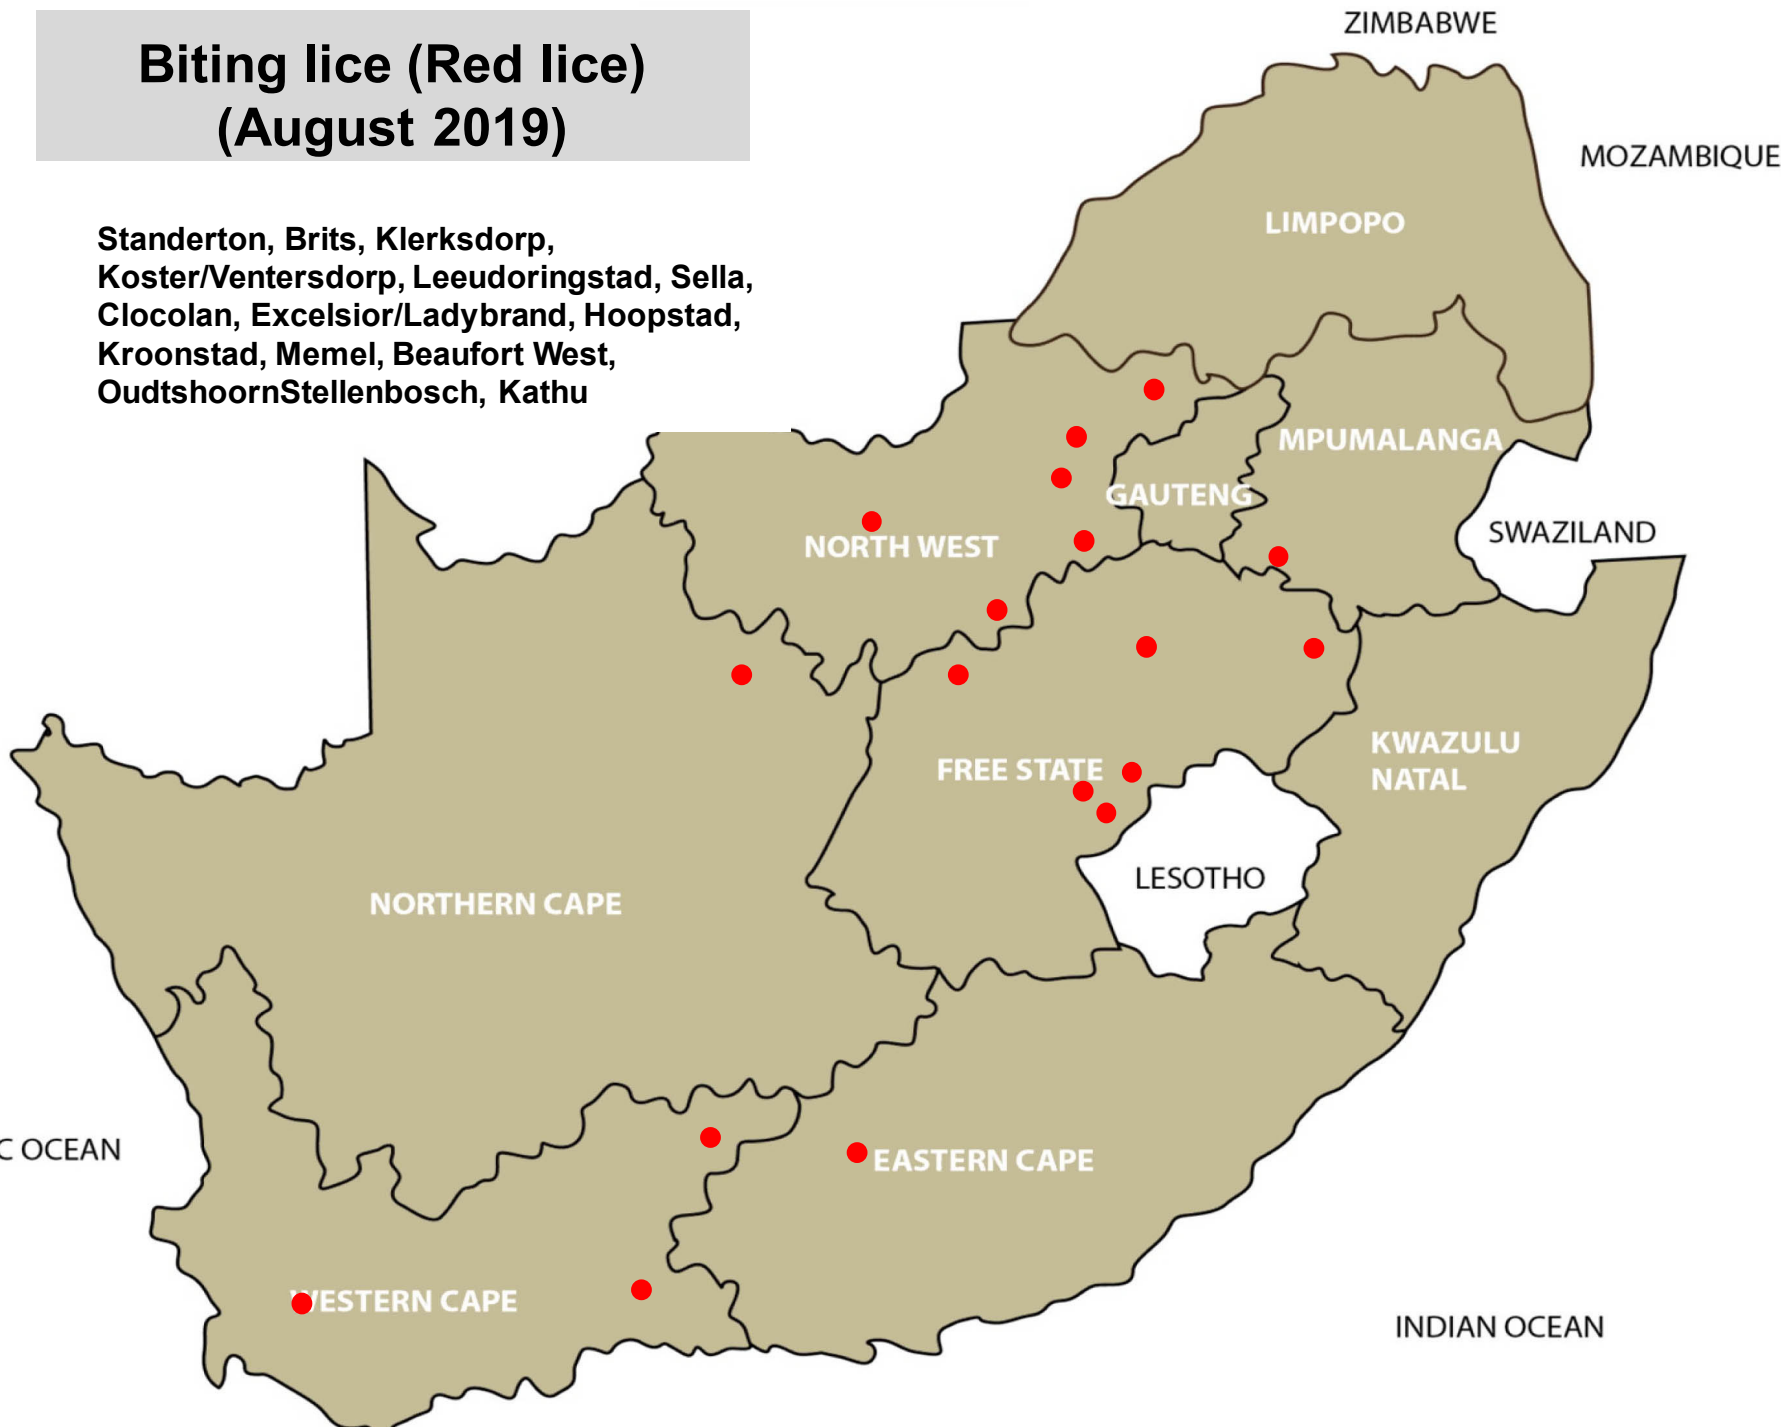 Biting lice (Red lice)
(August 2019)
Standerton, Brits, Klerksdorp,
Koster/Ventersdorp, Leeudoringstad, Sella,
Clocolan, Excelsior/Ladybrand, Hoopstad,
Kroonstad, Memel, Beaufort West,
OudtshoornStellenbosch, Kathu
ZIMBABWE
MOZAMBIQUE
LIMPOPO
MPUMALANGA
GAUTENG
SWAZILAND
NORTH WEST
KWAZULU
NATAL
FREE STATE
LESOTHO
NORTHERN CAPE
C OCEAN
EASTERN CAPE
WESTERN CAPE
INDIAN OCEAN